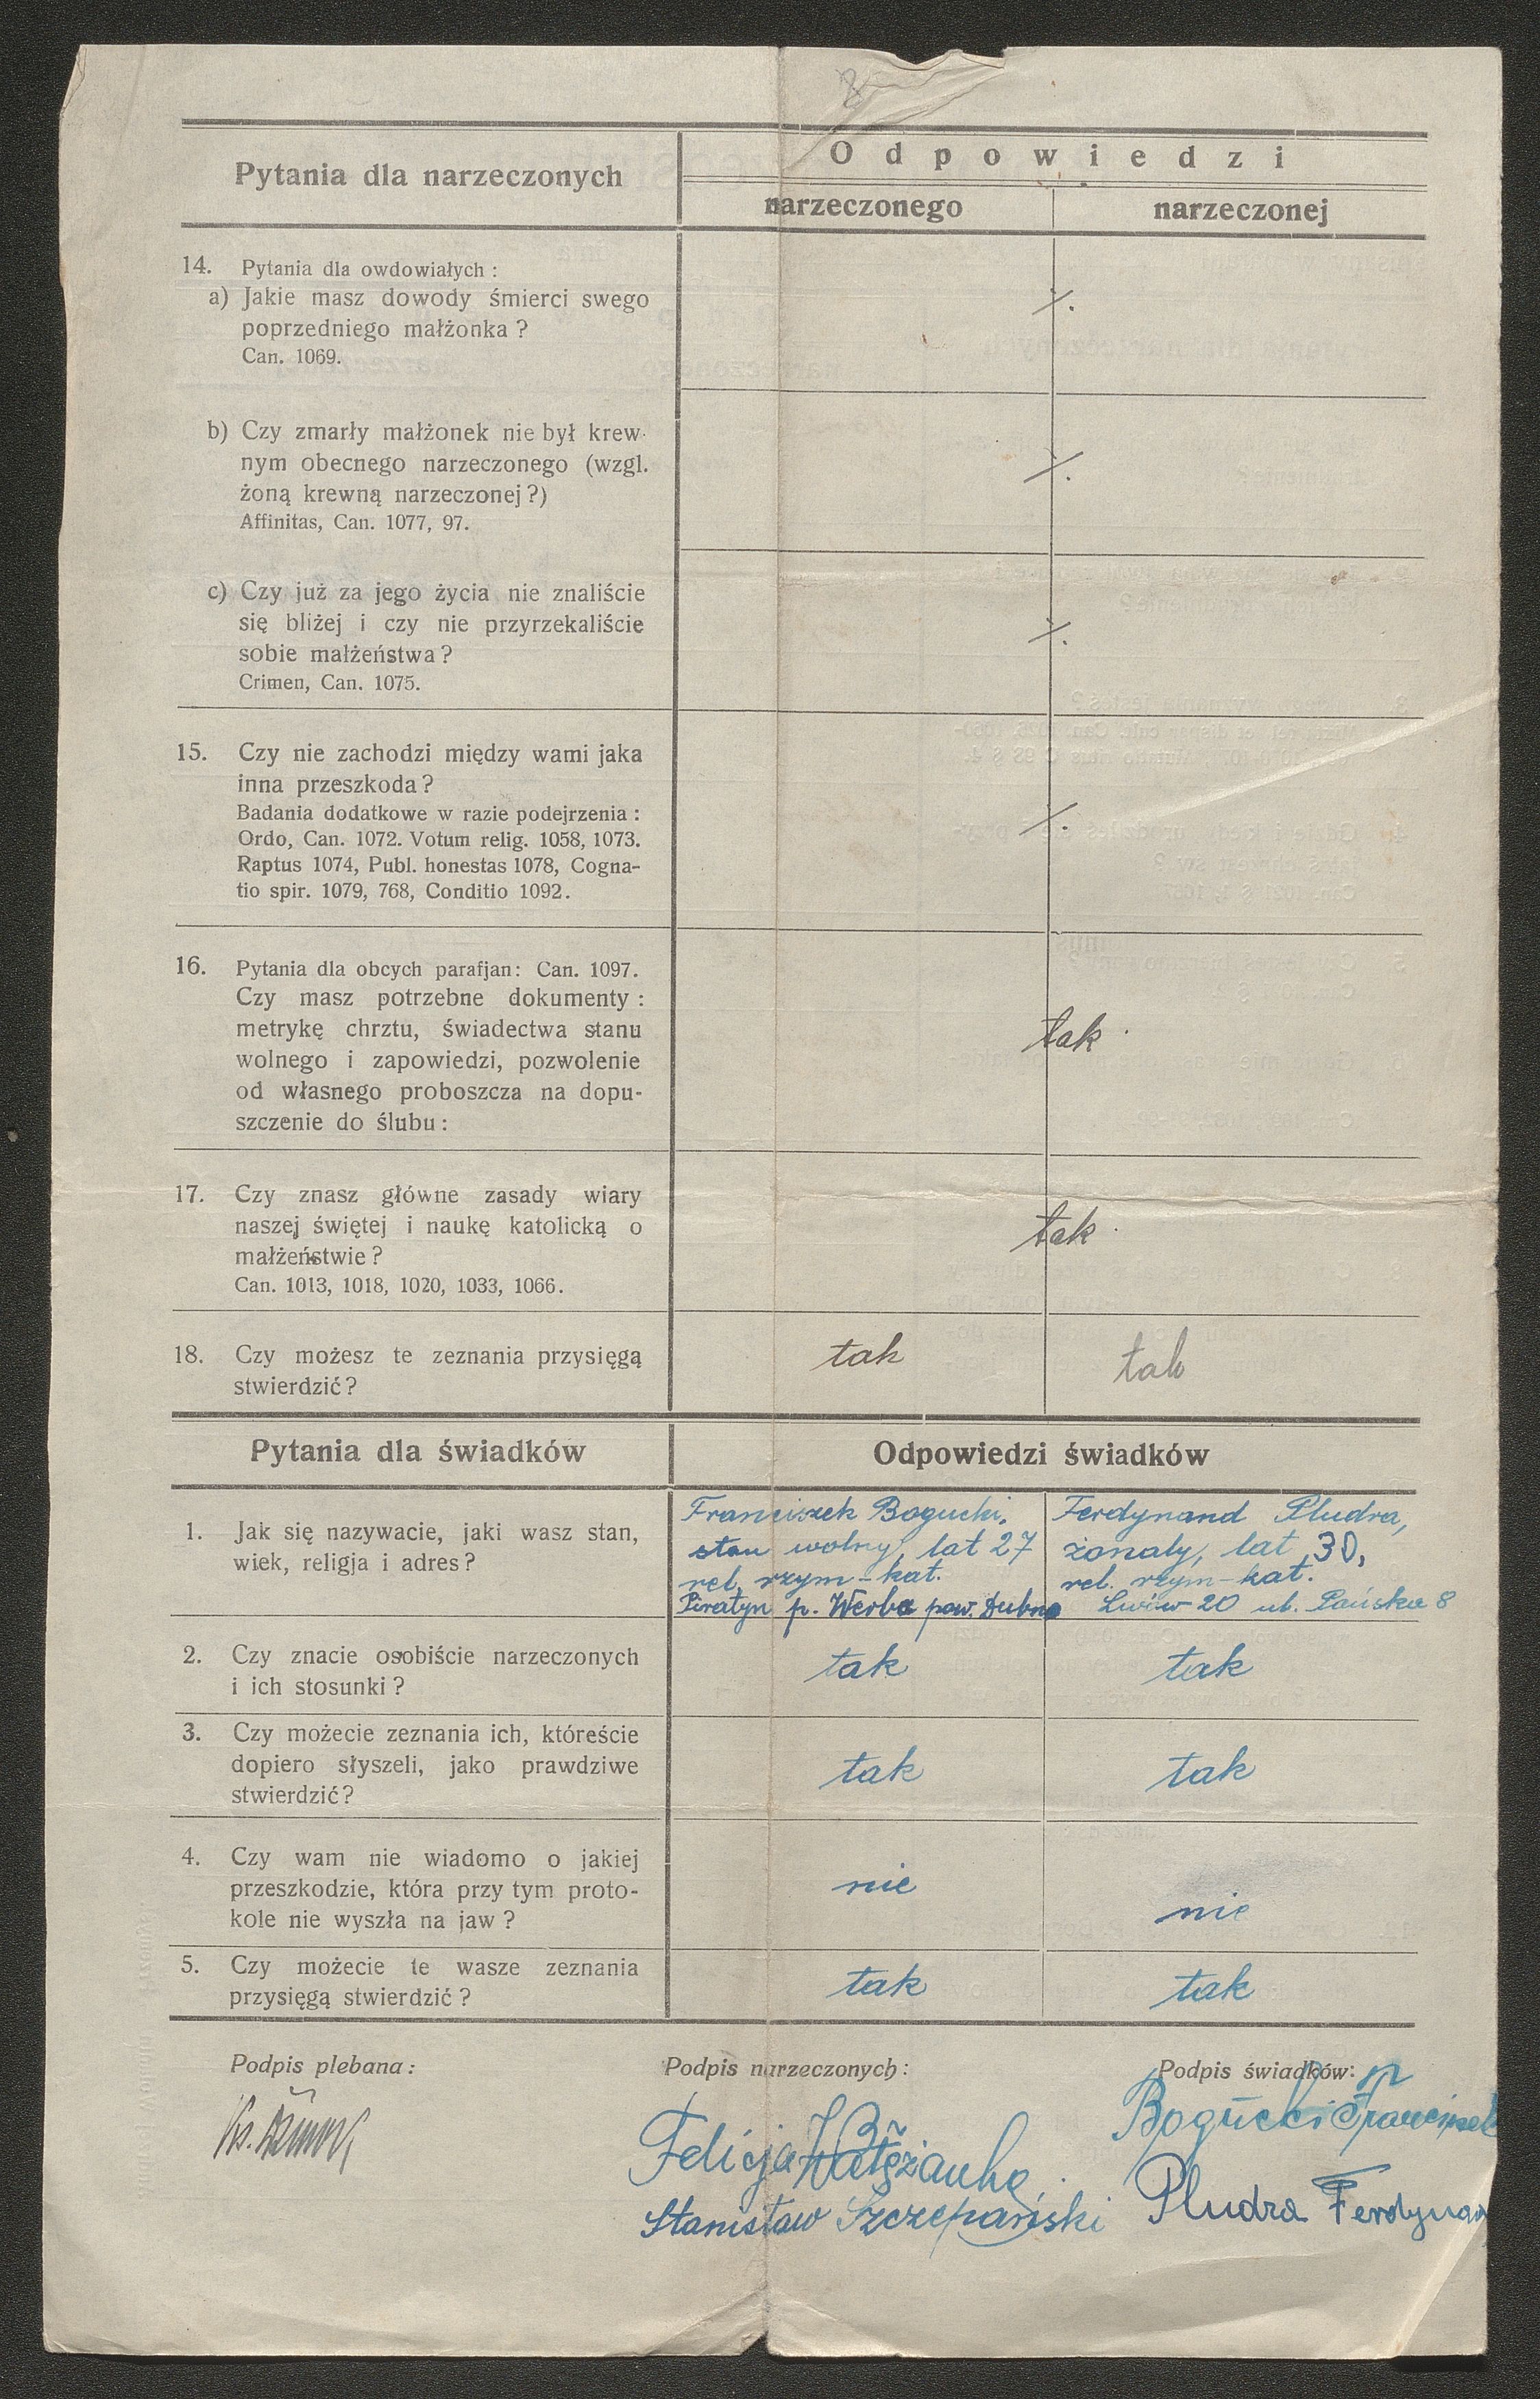 Pytania dla narzeczonych
Odpowiedzi
narzeczonego
narzeczonej
14. Pytania dla owdowiałych :
a) Jakie masz dowody śmierci swego
poprzedniego małżonka ?
Can. 1069.
⁒
b) Czy zmarły małżonek nie był krew-
nym obecnego narzeczonego (wzgl.
żoną krewną narzeczonej ?)
Affinitas, Can. 1077, 97.
⁒
c) Czy już za jego życia nie znaliście
się bliżej i czy nie przyrzekaliście
sobie małżeństwa ?
Crimen, Can. 1075.
⁒
15. Czy nie zachodzi między wami jaka
inna przeszkoda ?
Badania dodatkowe w razie podejrzenia :
Ordo, Can. 1072. Votum relig. 1058, 1073.
Raptus 1074, Publ. honestas 1078, Cogna-
tio spir. 1079, 768, Conditio 1092.
⁒
16. Pytania dla obcych parafjan: Can. 1097.
Czy masz potrzebne dokumenty :
metrykę chrztu, świadectwa stanu
wolnego i zapowiedzi, pozwolenie
od własnego proboszcza na dopu-
szczenie do ślubu :
tak
17. Czy znasz główne zasady wiary
naszej świętej i naukę katolicką o
małżeństwie ?
Can. 1013, 1018, 1020, 1033, 1066.
tak
18. Czy możesz te zeznania przysięgą
stwierdzić ?
tak
tak
Pytania dla świadków
Odpowiedzi świadków
1. Jak się nazywacie, jaki wasz stan,
wiek, religja i adres ?
Franciszek Bogucki,
stan wolny, lat 27
rel. rzym-kat.
Piratyn p. Werba pow. Dubno
Ferdynand Pludra,
żonaty, lat 30,
rel. rzym-kat.
Lwów 20 ul. Pańska 8
2. Czy znacie osobiście narzeczonych
i ich stosunki ?
tak
tak
3. Czy możecie zeznania ich, któreście
dopiero słyszeli, jako prawdziwe
stwierdzić ?
tak
tak
4. Czy wam nie wiadomo o jakiej
przeszkodzie, która przy tym proto-
kole nie wyszła na jaw ?
nie
nie
5. Czy możecie te wasze zeznania
przysięgą stwierdzić ?
tak
tak
Podpis plebana :
Ks.
Podpis narzeczonych :
Felicja
Stanisław Szczepański
Podpis świadków:
Bogucki Franciszek
Pludra Ferdynand